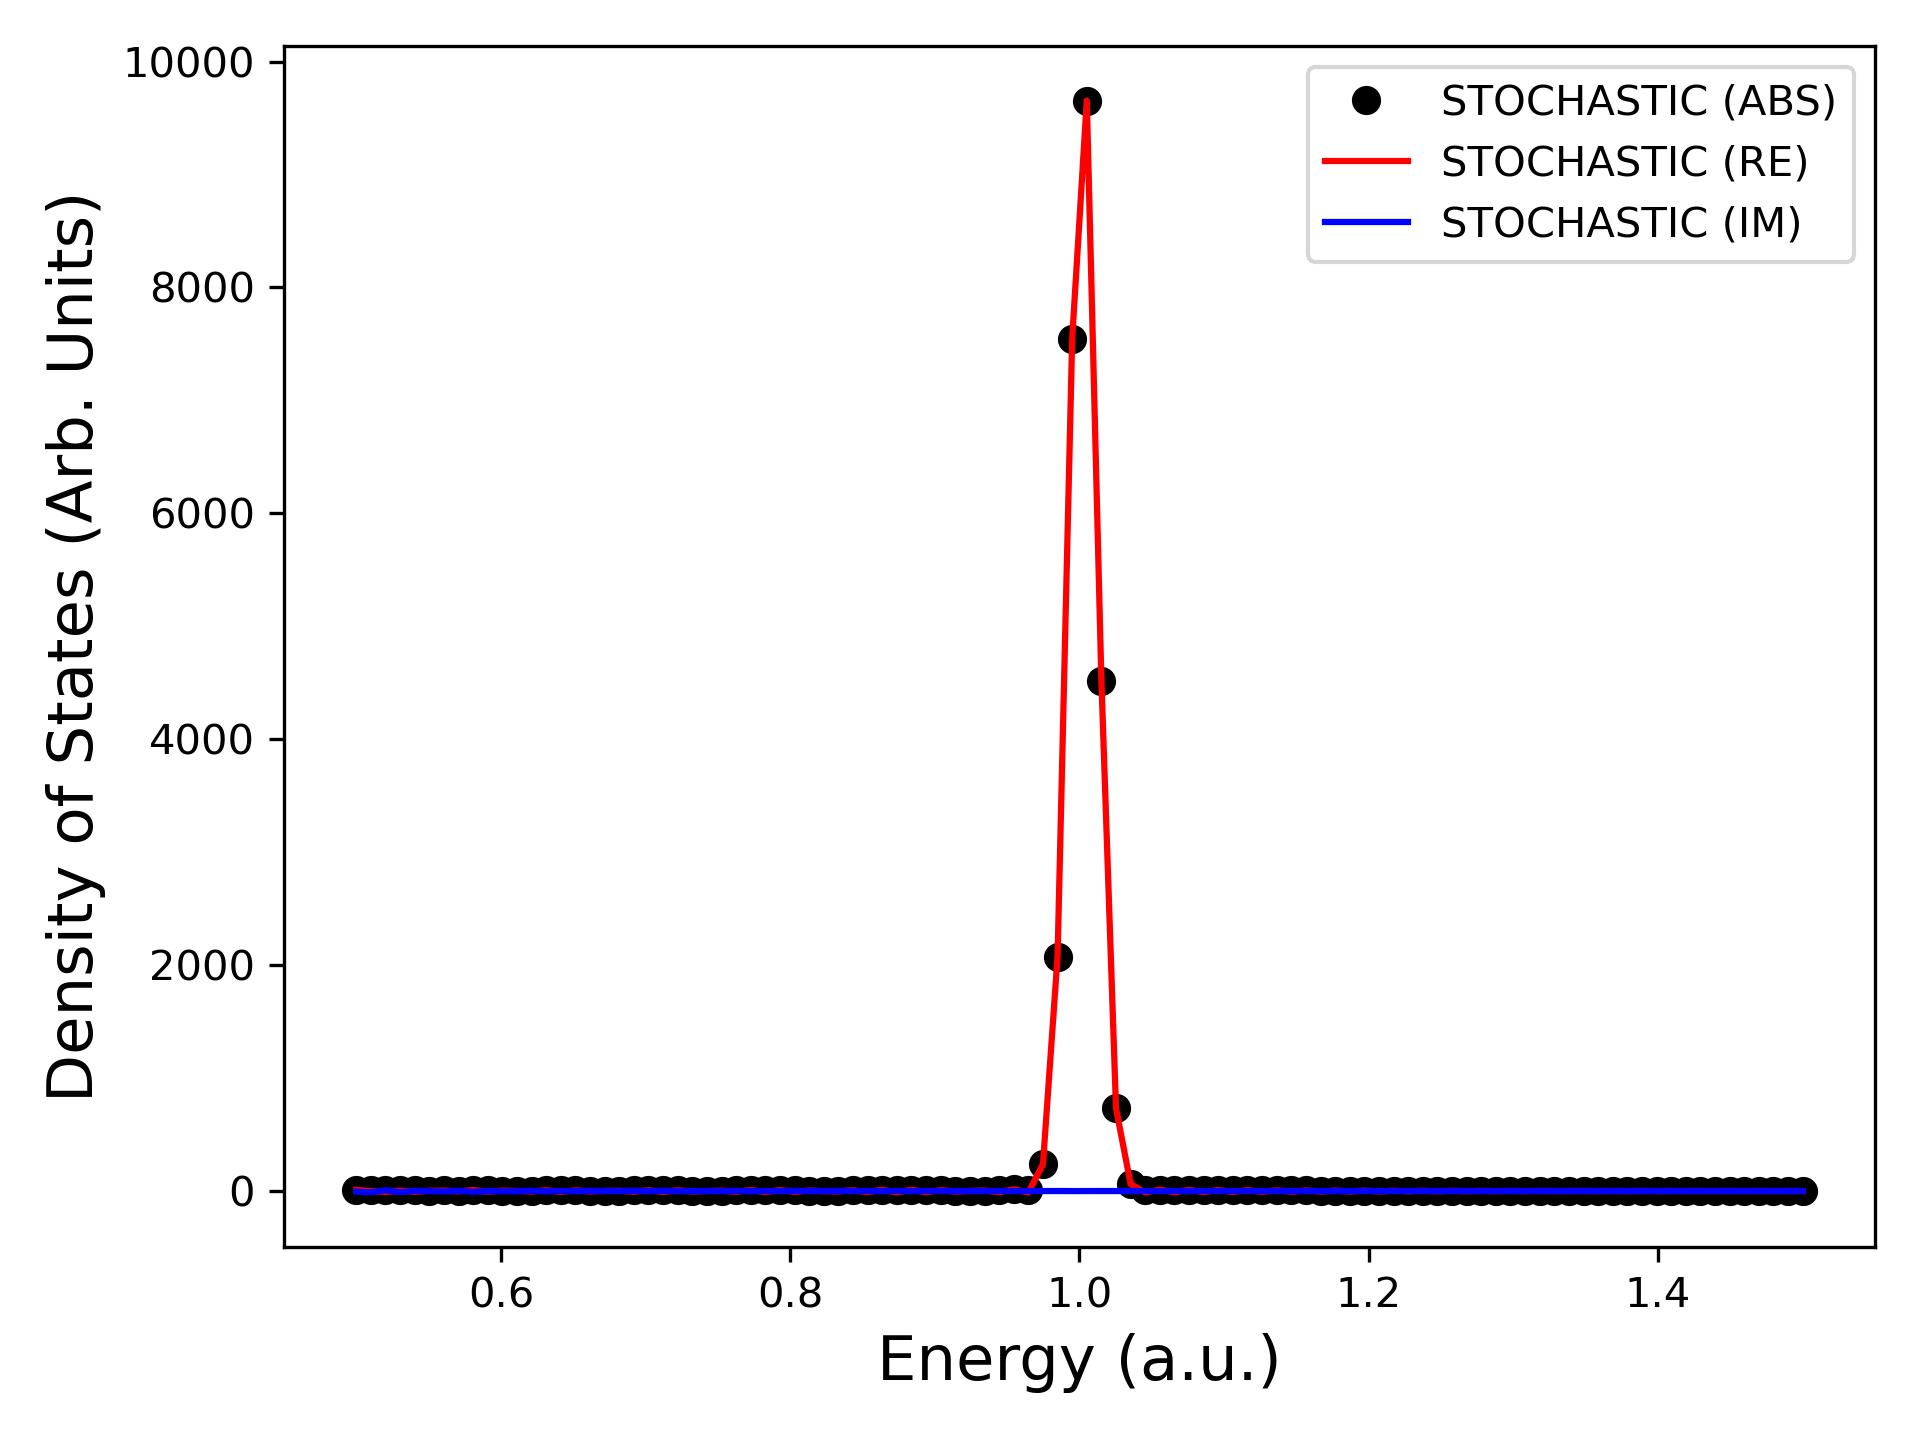 10000
8000
6000
4000
2000
0
Density of States (Arb. Units)
STOCHASTIC (ABS)
STOCHASTIC (RE)
STOCHASTIC (IM)
0.6 0.8 1.0 1.2 1.4
Energy (a.u.)